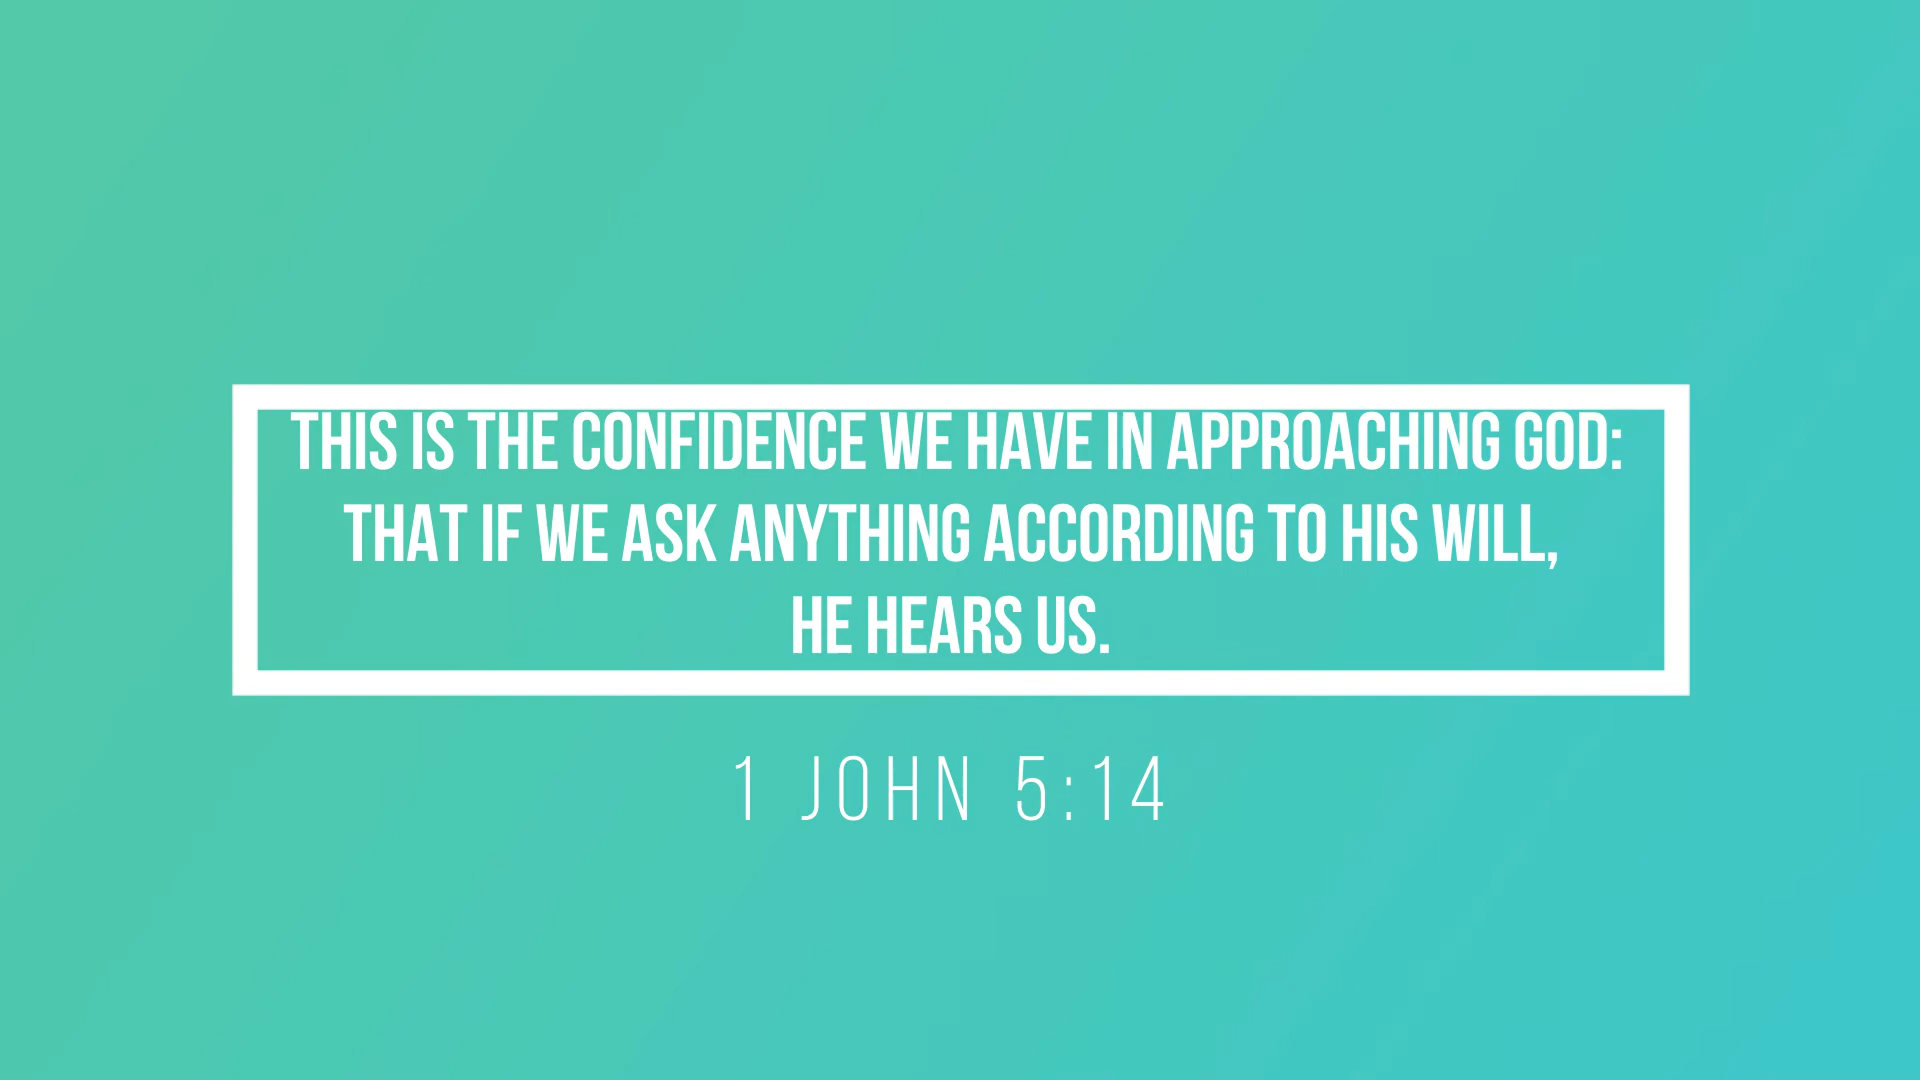 THIS IS THE CONFIDENCE WE HAVE IN APPROACHING GOD:
THAT IF WE ASK ANYTHING ACCORDING TO HIS WILL,
HE HEARS US.
1 JOHN 5:14